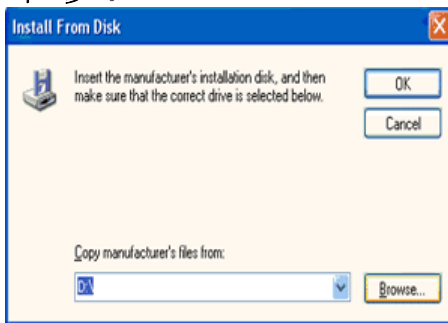 Install From Disk
Insert the manufacturer's installation disk, and then
make sure that the correct drive is selected below.
OK
Cancel
Copy manufacturer's files from:
D:\
Browse...